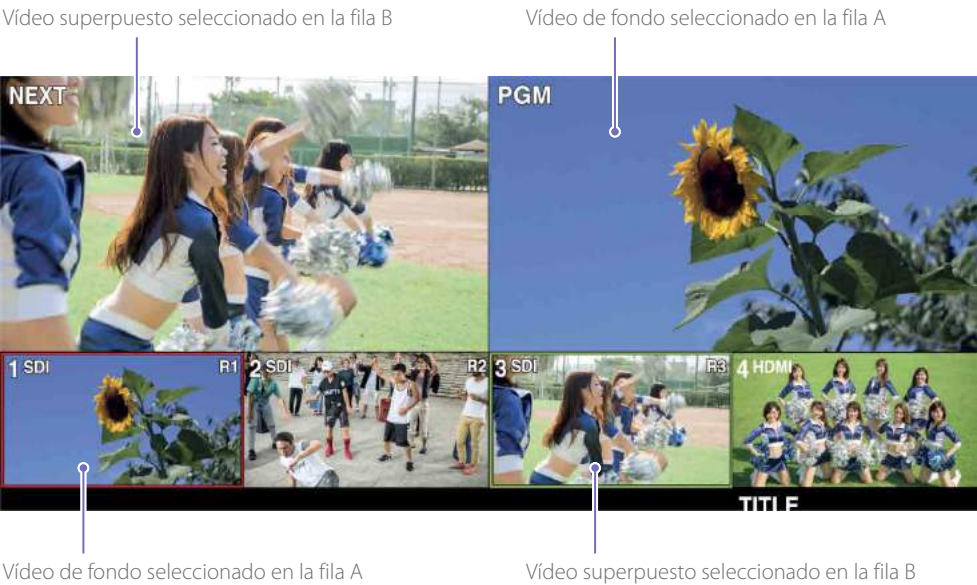 Vídeo superpuesto seleccionado en la fila B
Vídeo de fondo seleccionado en la fila A
NEXT
PGM
1 SDI R1
2 SDI R2
3 SDI R3
4 HDMI
TITLE
Vídeo de fondo seleccionado en la fila A
Vídeo superpuesto seleccionado en la fila B